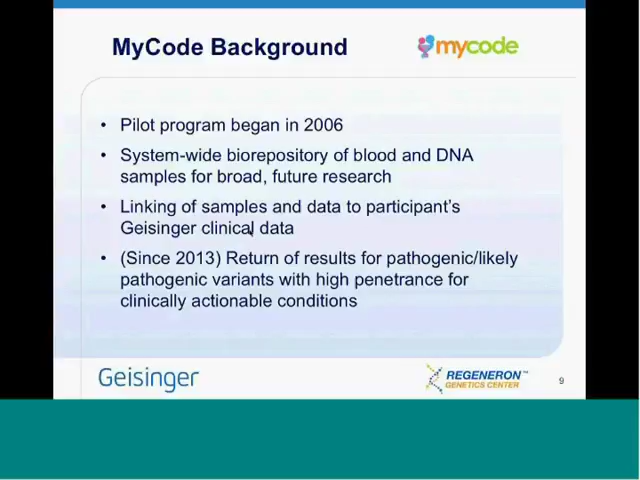 MyCode Background
mycode
• Pilot program began in 2006
• System-wide biorepository of blood and DNA
samples for broad, future research
• Linking of samples and data to participant's
Geisinger clinical data
• (Since 2013) Return of results for pathogenic/likely
pathogenic variants with high penetrance for
clinically actionable conditions
Geisinger
REGENERON™
GENETICS CENTER
9